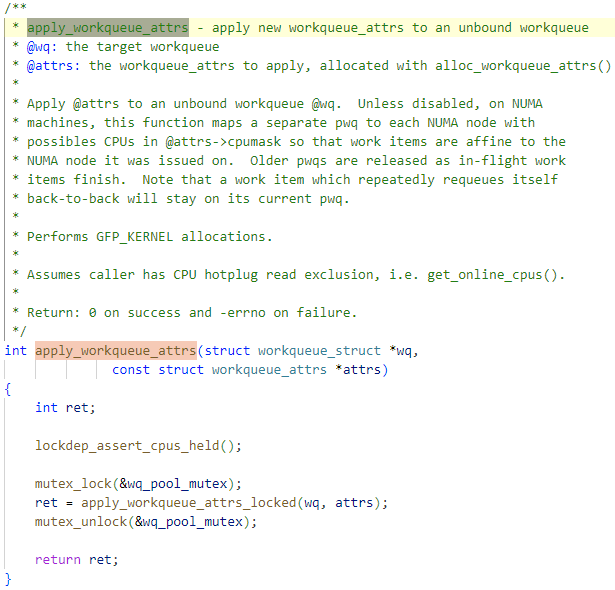 /**
 * apply_workqueue_attrs - apply new workqueue_attrs to an unbound workqueue
 * @wq: the target workqueue
 * @attrs: the workqueue_attrs to apply, allocated with alloc_workqueue_attrs()
 *
 * Apply @attrs to an unbound workqueue @wq.  Unless disabled, on NUMA
 * machines, this function maps a separate pwq to each NUMA node with
 * possibles CPUs in @attrs->cpumask so that work items are affine to the
 * NUMA node it was issued on.  Older pwqs are released as in-flight work
 * items finish.  Note that a work item which repeatedly requeues itself
 * back-to-back will stay on its current pwq.
 *
 * Performs GFP_KERNEL allocations.
 *
 * Assumes caller has CPU hotplug read exclusion, i.e. get_online_cpus().
 *
 * Return: 0 on success and -errno on failure.
 */
int apply_workqueue_attrs(struct workqueue_struct *wq,
              const struct workqueue_attrs *attrs)
{
    int ret;

    lockdep_assert_cpus_held();

    mutex_lock(&wq_pool_mutex);
    ret = apply_workqueue_attrs_locked(wq, attrs);
    mutex_unlock(&wq_pool_mutex);

    return ret;
}